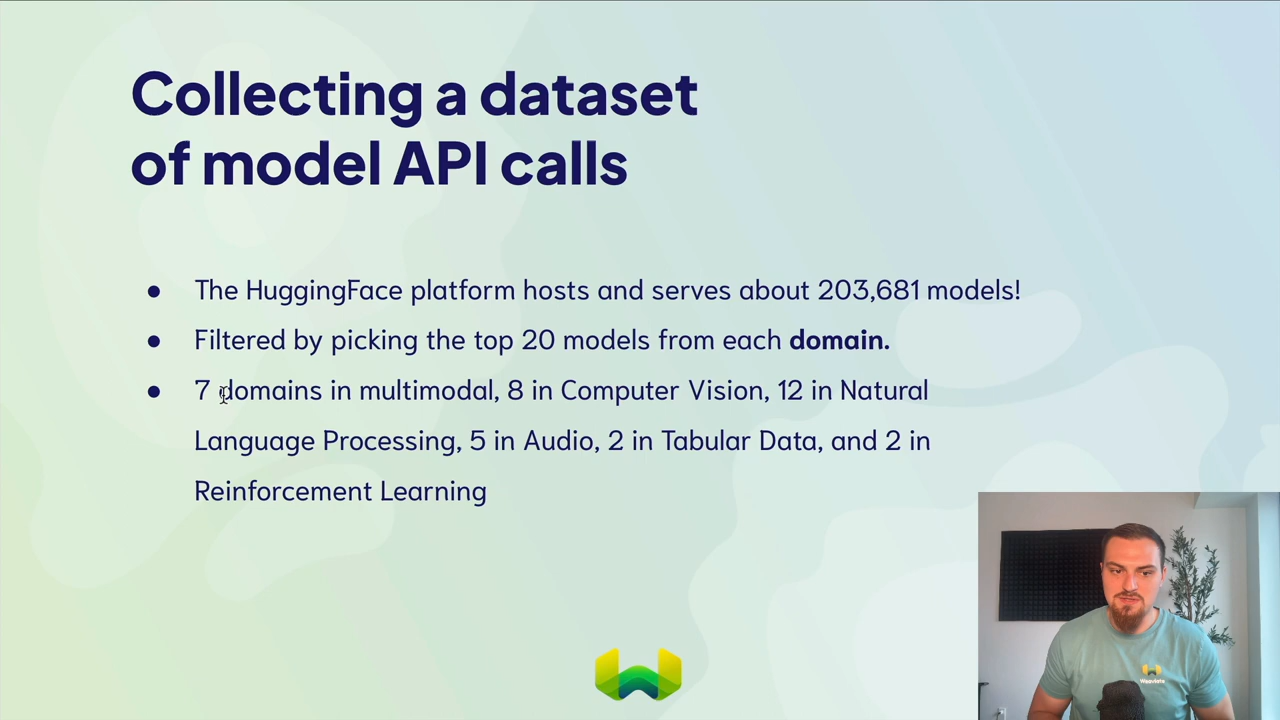 Collecting a dataset
of model API calls
● The HuggingFace platform hosts and serves about 203,681 models!
● Filtered by picking the top 20 models from each domain.
● 7 domains in multimodal, 8 in Computer Vision, 12 in Natural
Language Processing, 5 in Audio, 2 in Tabular Data, and 2 in
Reinforcement Learning
Weaviate